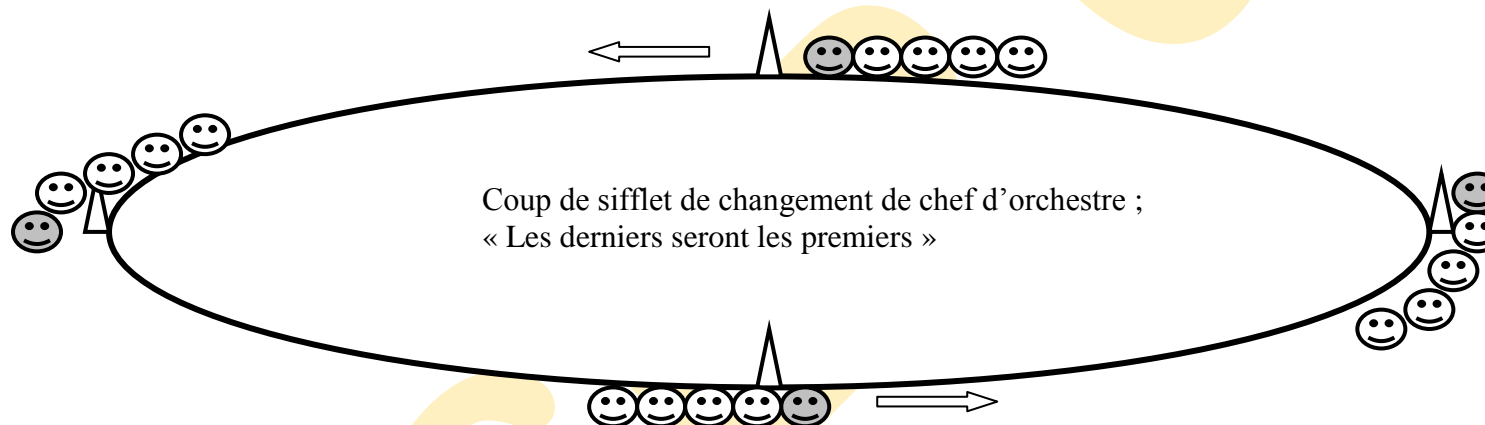 Coup de sifflet de changement de chef d'orchestre ;
« Les derniers seront les premiers »